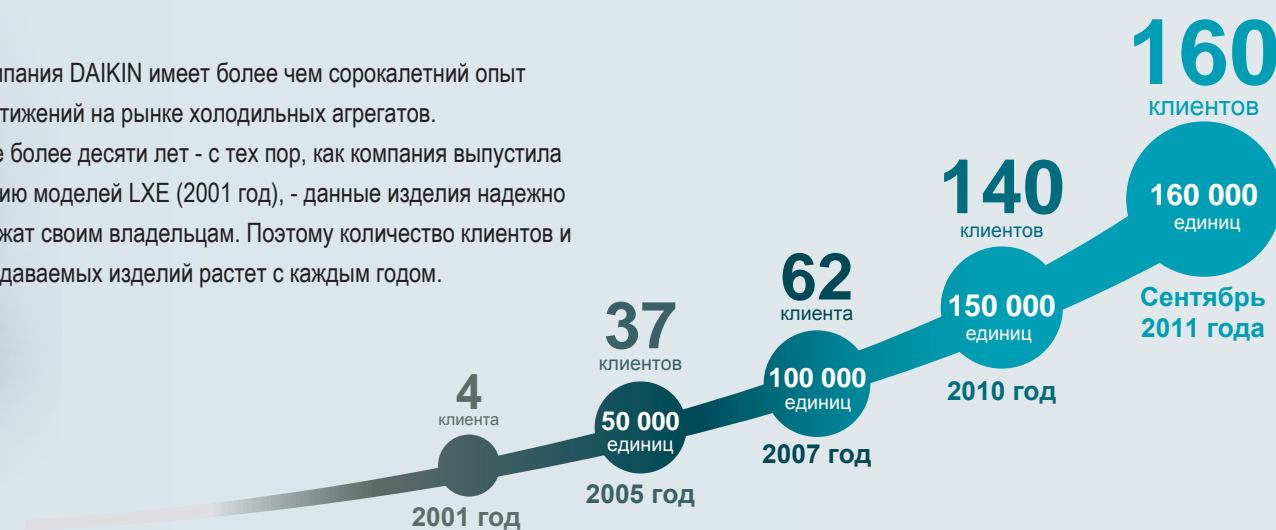 пания DAIKIN имеет более чем сорокалетний опыт
тижений на рынке холодильных агрегатов.
е более десяти лет - с тех пор, как компания выпустила
ию моделей LXE (2001 год), - данные изделия надежно
жат своим владельцам. Поэтому количество клиентов и
даваемых изделий растет с каждым годом.
160
клиентов
160 000
единиц
Сентябрь
2011 года
140
клиентов
150 000
единиц
2010 год
62
клиента
100 000
единиц
2007 год
37
клиентов
50 000
единиц
2005 год
4
клиента
2001 год